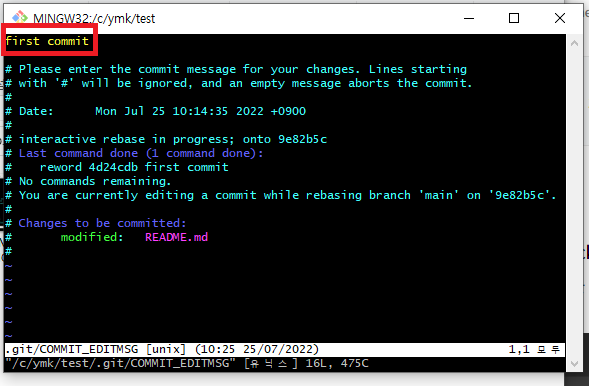 MINGW32:/c/ymk/test
first commit
# Please enter the commit message for your changes. Lines starting
# with '#' will be ignored, and an empty message aborts the commit.
#
# Date:      Mon Jul 25 10:14:35 2022 +0900
#
# interactive rebase in progress; onto 9e82b5c
# Last command done (1 command done):
#    reword 4d24cdb first commit
# No commands remaining.
# You are currently editing a commit while rebasing branch 'main' on '9e82b5c'.
#
# Changes to be committed:
#       modified:   README.md
#
~
~
~
~
~
~
.git/COMMIT_EDITMSG [unix] (10:25 25/07/2022) 1,1 모두
"/c/ymk/test/.git/COMMIT_EDITMSG" [유닉스] 16L, 475C